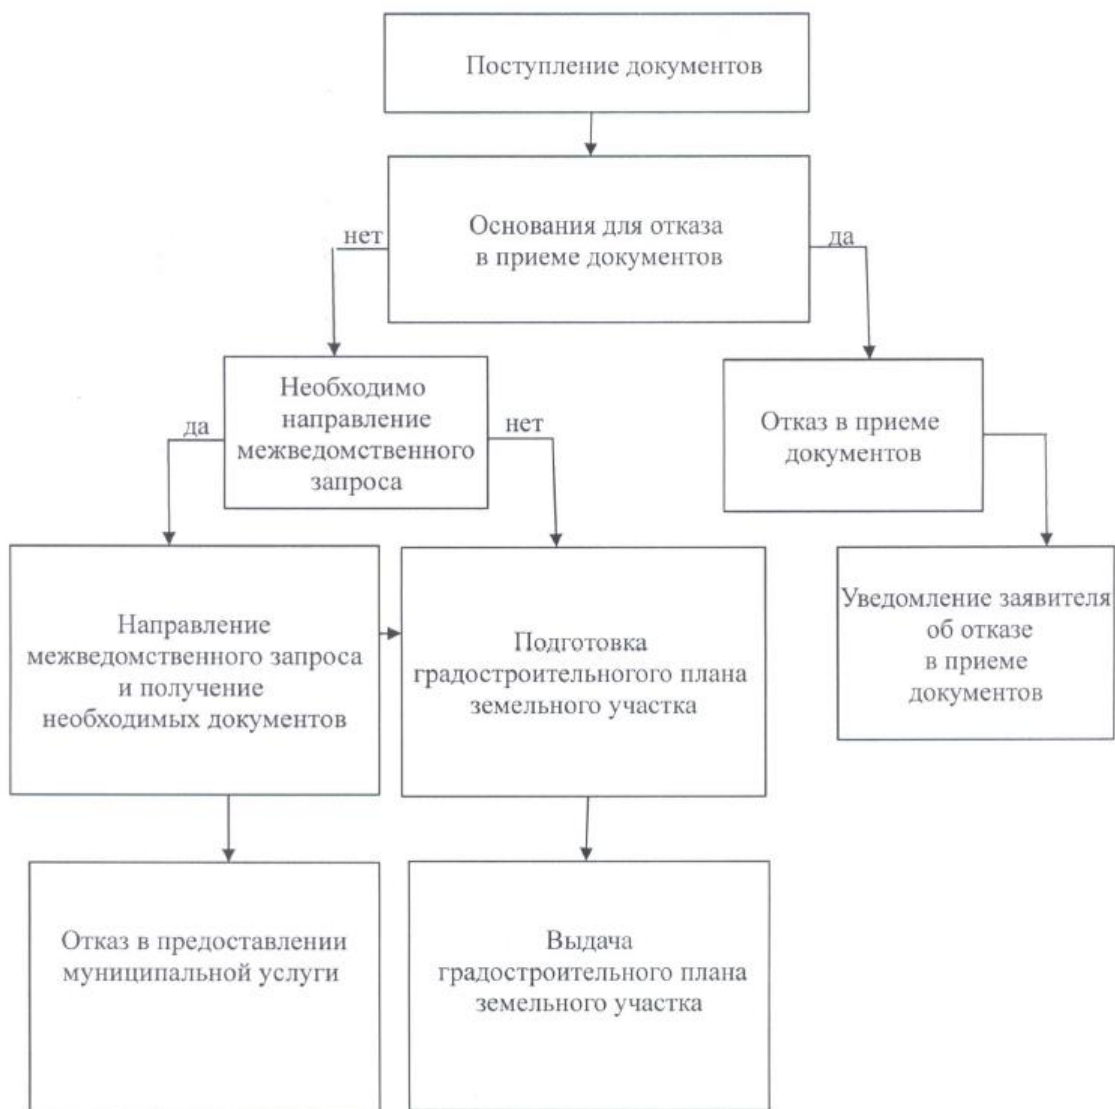 Поступление документов
Основания для отказа
в приеме документов
нет
да
Необходимо
направление
межведомственного
запроса
да
нет
Отказ в приеме
документов
Направление
межведомственного запроса
и получение
необходимых документов
Подготовка
градостроительногого плана
земельного участка
Уведомление заявителя
об отказе
в приеме
документов
Отказ в предоставлении
муниципальной услуги
Выдача
градостроительного плана
земельного участка